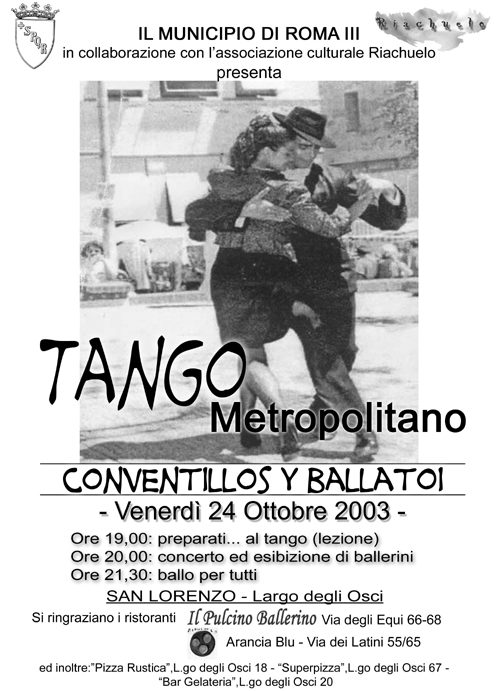 SPQR
Riachuelo
IL MUNICIPIO DI ROMA III
in collaborazione con l'associazione culturale Riachuelo
presenta
TANGO
Metropolitano
CONVENTILLOS Y BALLATOI
- Venerdì 24 Ottobre 2003 -
Ore 19,00: preparati... al tango (lezione)
Ore 20,00: concerto ed esibizione di ballerini
Ore 21,30: ballo per tutti
SAN LORENZO - Largo degli Osci
Si ringraziano i ristoranti Il Pulcino Ballerino Via degli Equi 66-68
Arancia Blu - Via dei Latini 55/65
ed inoltre:"Pizza Rustica",L.go degli Osci 18 - "Superpizza",L.go degli Osci 67 -
"Bar Gelateria",L.go degli Osci 20